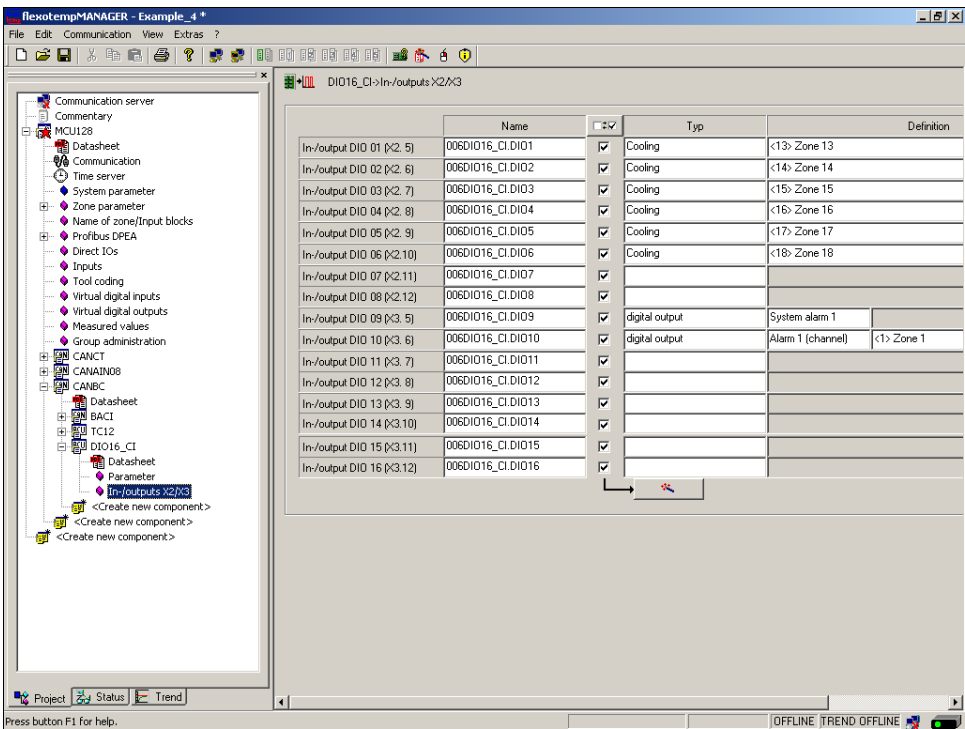 flexotempMANAGER - Example_4 *
File Edit Communication View Extras ?
DIO16_CI->In-/outputs X2/X3
Communication server
Commentary
MCU128
Datasheet
Communication
Time server
System parameter
Zone parameter
Name of zone/Input blocks
Profibus DPEA
Direct IOs
Inputs
Tool coding
Virtual digital inputs
Virtual digital outputs
Measured values
Group administration
CANCT
CANAIN08
CANBC
Datasheet
BACI
TC12
DIO16_CI
Datasheet
Parameter
In-/outputs X2/X3
<Create new component>
<Create new component>
<Create new component>
Name Typ Definition
In-/output DIO 01 (X2. 5) 006DIO16_CI.DIO1 Cooling <13> Zone 13
In-/output DIO 02 (X2. 6) 006DIO16_CI.DIO2 Cooling <14> Zone 14
In-/output DIO 03 (X2. 7) 006DIO16_CI.DIO3 Cooling <15> Zone 15
In-/output DIO 04 (X2. 8) 006DIO16_CI.DIO4 Cooling <16> Zone 16
In-/output DIO 05 (X2. 9) 006DIO16_CI.DIO5 Cooling <17> Zone 17
In-/output DIO 06 (X2.10) 006DIO16_CI.DIO6 Cooling <18> Zone 18
In-/output DIO 07 (X2.11) 006DIO16_CI.DIO7
In-/output DIO 08 (X2.12) 006DIO16_CI.DIO8
In-/output DIO 09 (X3. 5) 006DIO16_CI.DIO9 digital output System alarm 1
In-/output DIO 10 (X3. 6) 006DIO16_CI.DIO10 digital output Alarm 1 (channel) <1> Zone 1
In-/output DIO 11 (X3. 7) 006DIO16_CI.DIO11
In-/output DIO 12 (X3. 8) 006DIO16_CI.DIO12
In-/output DIO 13 (X3. 9) 006DIO16_CI.DIO13
In-/output DIO 14 (X3.10) 006DIO16_CI.DIO14
In-/output DIO 15 (X3.11) 006DIO16_CI.DIO15
In-/output DIO 16 (X3.12) 006DIO16_CI.DIO16
Project Status Trend
Press button F1 for help. OFFLINE TREND OFFLINE